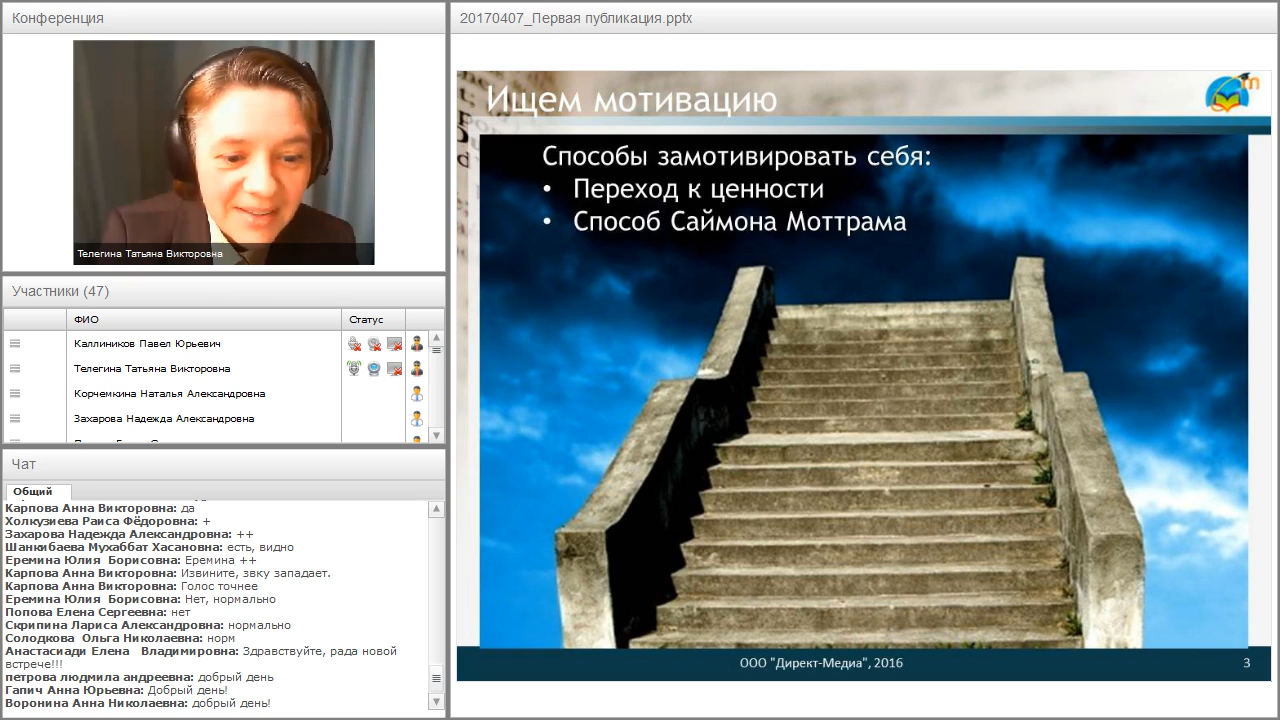 Конференция
Телегина Татьяна Викторовна
Участники (47)
ФИО Статус
Каллиников Павел Юрьевич
Телегина Татьяна Викторовна
Корчемкина Наталья Александровна
Захарова Надежда Александровна
Чат
Общий
Карпова Анна Викторовна: да
Холкузиева Раиса Фёдоровна: +
Захарова Надежда Александровна: ++
Шанкибаева Мухаббат Хасановна: есть, видно
Еремина Юлия Борисовна: Еремина ++
Карпова Анна Викторовна: Извините, звку западает.
Карпова Анна Викторовна: Голос точнее
Еремина Юлия Борисовна: Нет, нормально
Попова Елена Сергеевна: нет
Скрипина Лариса Александровна: нормально
Солодкова Ольга Николаевна: норм
Анастасиади Елена Владимировна: Здравствуйте, рада новой
встрече!!!
петрова людмила андреевна: добрый день
Гапич Анна Юрьевна: Добрый день!
Воронина Анна Николаевна: добрый день!
20170407_Первая публикация.pptx
Ищем мотивацию
Способы замотивировать себя:
• Переход к ценности
• Способ Саймона Моттрама
ООО "Директ-Медиа", 2016
3